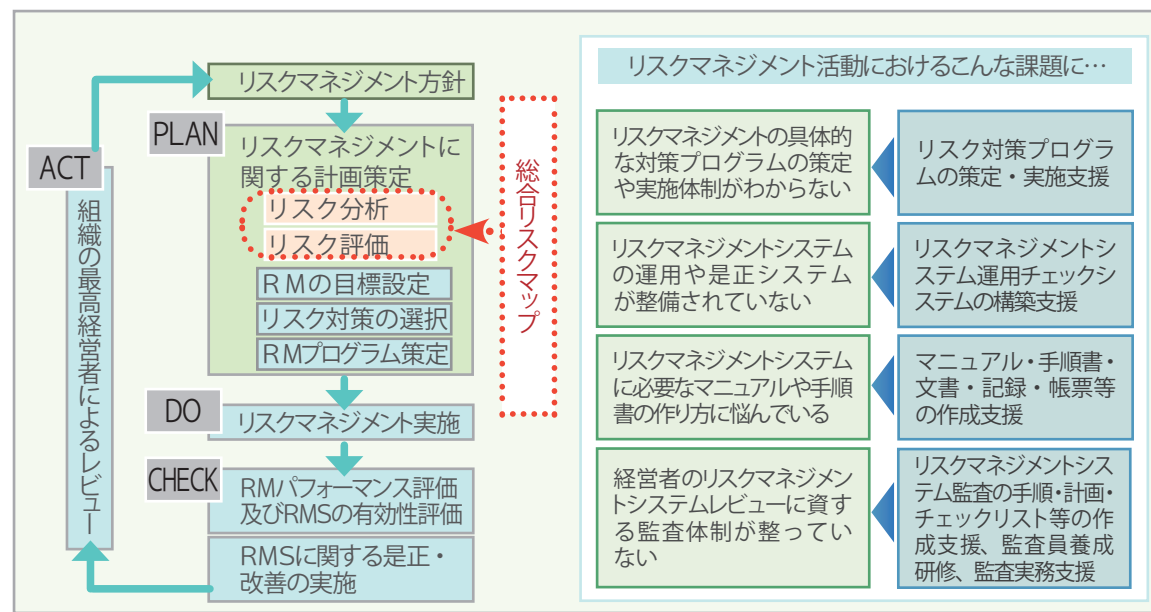 リスクマネジメント方針
PLAN
リスクマネジメントに
関する計画策定
リスク分析
リスク評価
RMの目標設定
リスク対策の選択
RMプログラム策定
総合リスクマップ
DO
リスクマネジメント実施
CHECK
RMパフォーマンス評価
及びRMSの有効性評価
RMSに関する是正・
改善の実施
ACT
組織の最高経営者によるレビュー
リスクマネジメント活動におけるこんな課題に…
リスクマネジメントの具体的
な対策プログラムの策定
や実施体制がわからない
リスク対策プログラ
ムの策定・実施支援
リスクマネジメントシステム
の運用や是正システム
が整備されていない
リスクマネジメントシ
ステム運用チェックシ
ステムの構築支援
リスクマネジメントシステム
に必要なマニュアルや手順
書の作り方に悩んでいる
マニュアル・手順書・
文書・記録・帳票等
の作成支援
経営者のリスクマネジメン
トシステムレビューに資す
る監査体制が整ってい
ない
リスクマネジメントシス
テム監査の手順・計画・
チェックリスト等の作
成支援、監査員養成
研修、監査実務支援